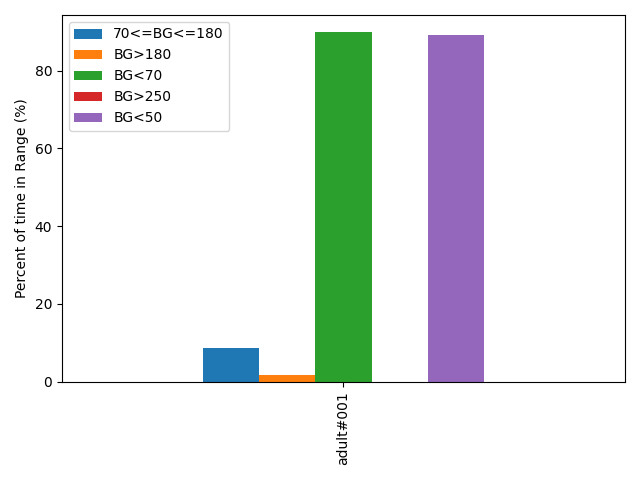 70<=BG<=180
BG>180
BG<70
BG>250
BG<50
Percent of time in Range (%)
80
60
40
20
0
adult#001